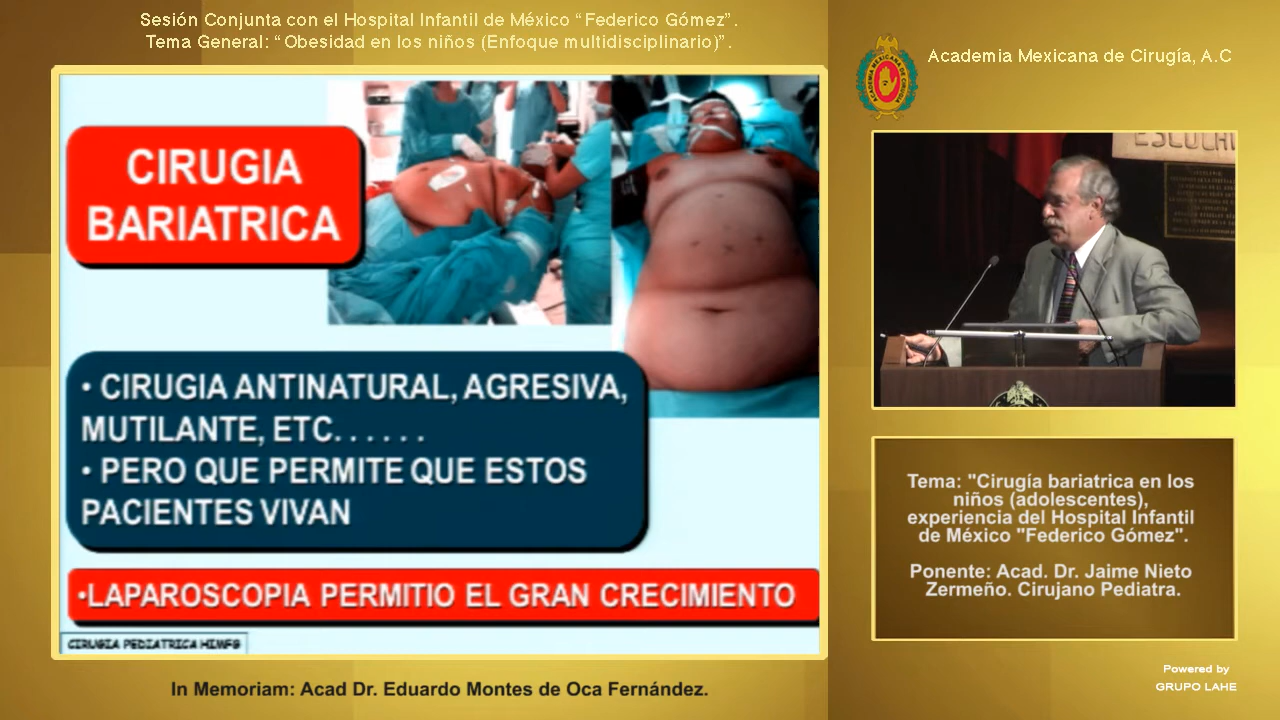 Sesión Conjunta con el Hospital Infantil de México “Federico Gómez”.
Tema General: “Obesidad en los niños (Enfoque multidisciplinario)”.
CIRUGIA
BARIATRICA
• CIRUGIA ANTINATURAL, AGRESIVA,
MUTILANTE, ETC. . . . . .
• PERO QUE PERMITE QUE ESTOS
PACIENTES VIVAN
•LAPAROSCOPIA PERMITIO EL GRAN CRECIMIENTO
CIRUGIA PEDIATRICA HIMFG
In Memoriam: Acad Dr. Eduardo Montes de Oca Fernández.
Academia Mexicana de Cirugía, A.C
ACADEMIA MEXICANA DE CIRUGIA
Tema: "Cirugía bariatrica en los
niños (adolescentes),
experiencia del Hospital Infantil
de México "Federico Gómez".
Ponente: Acad. Dr. Jaime Nieto
Zermeño. Cirujano Pediatra.
Powered by
GRUPO LAHE